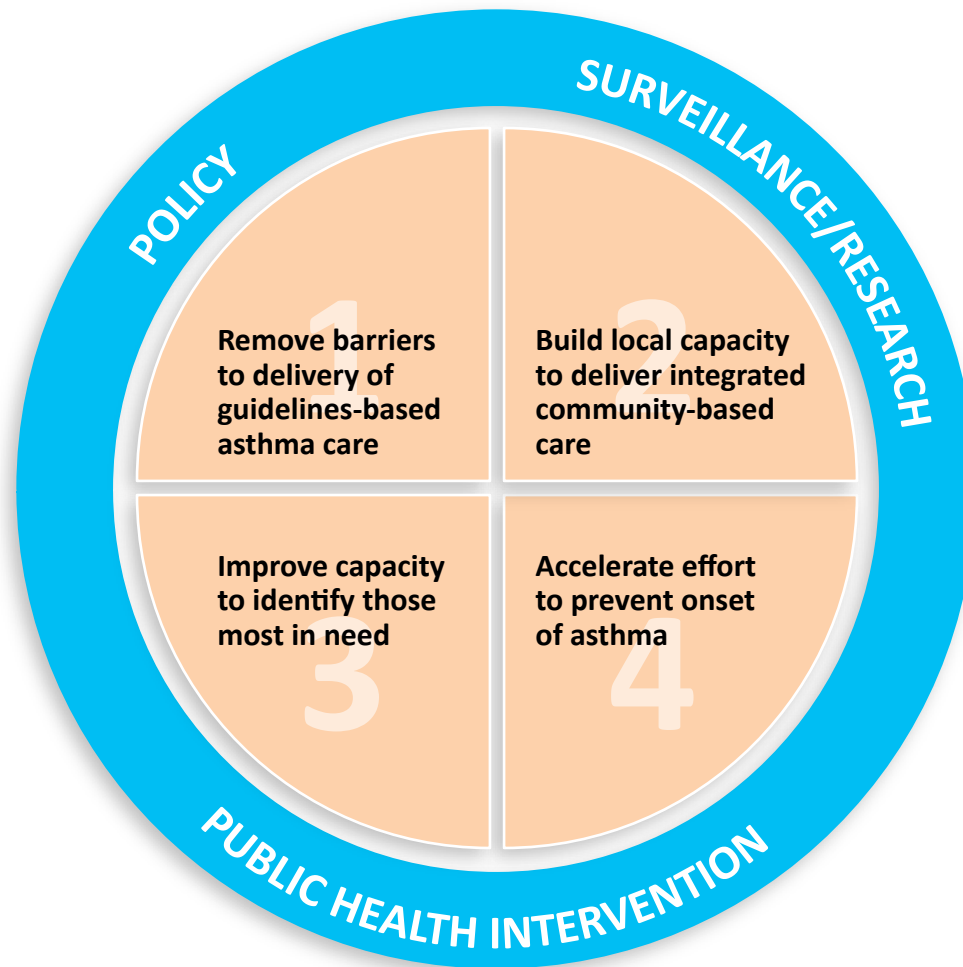 POLICY
SURVEILLANCE/RESEARCH
1
Remove barriers
to delivery of
guidelines-based
asthma care
2
Build local capacity
to deliver integrated
community-based
care
3
Improve capacity
to identify those
most in need
4
Accelerate effort
to prevent onset
of asthma
PUBLIC HEALTH INTERVENTION